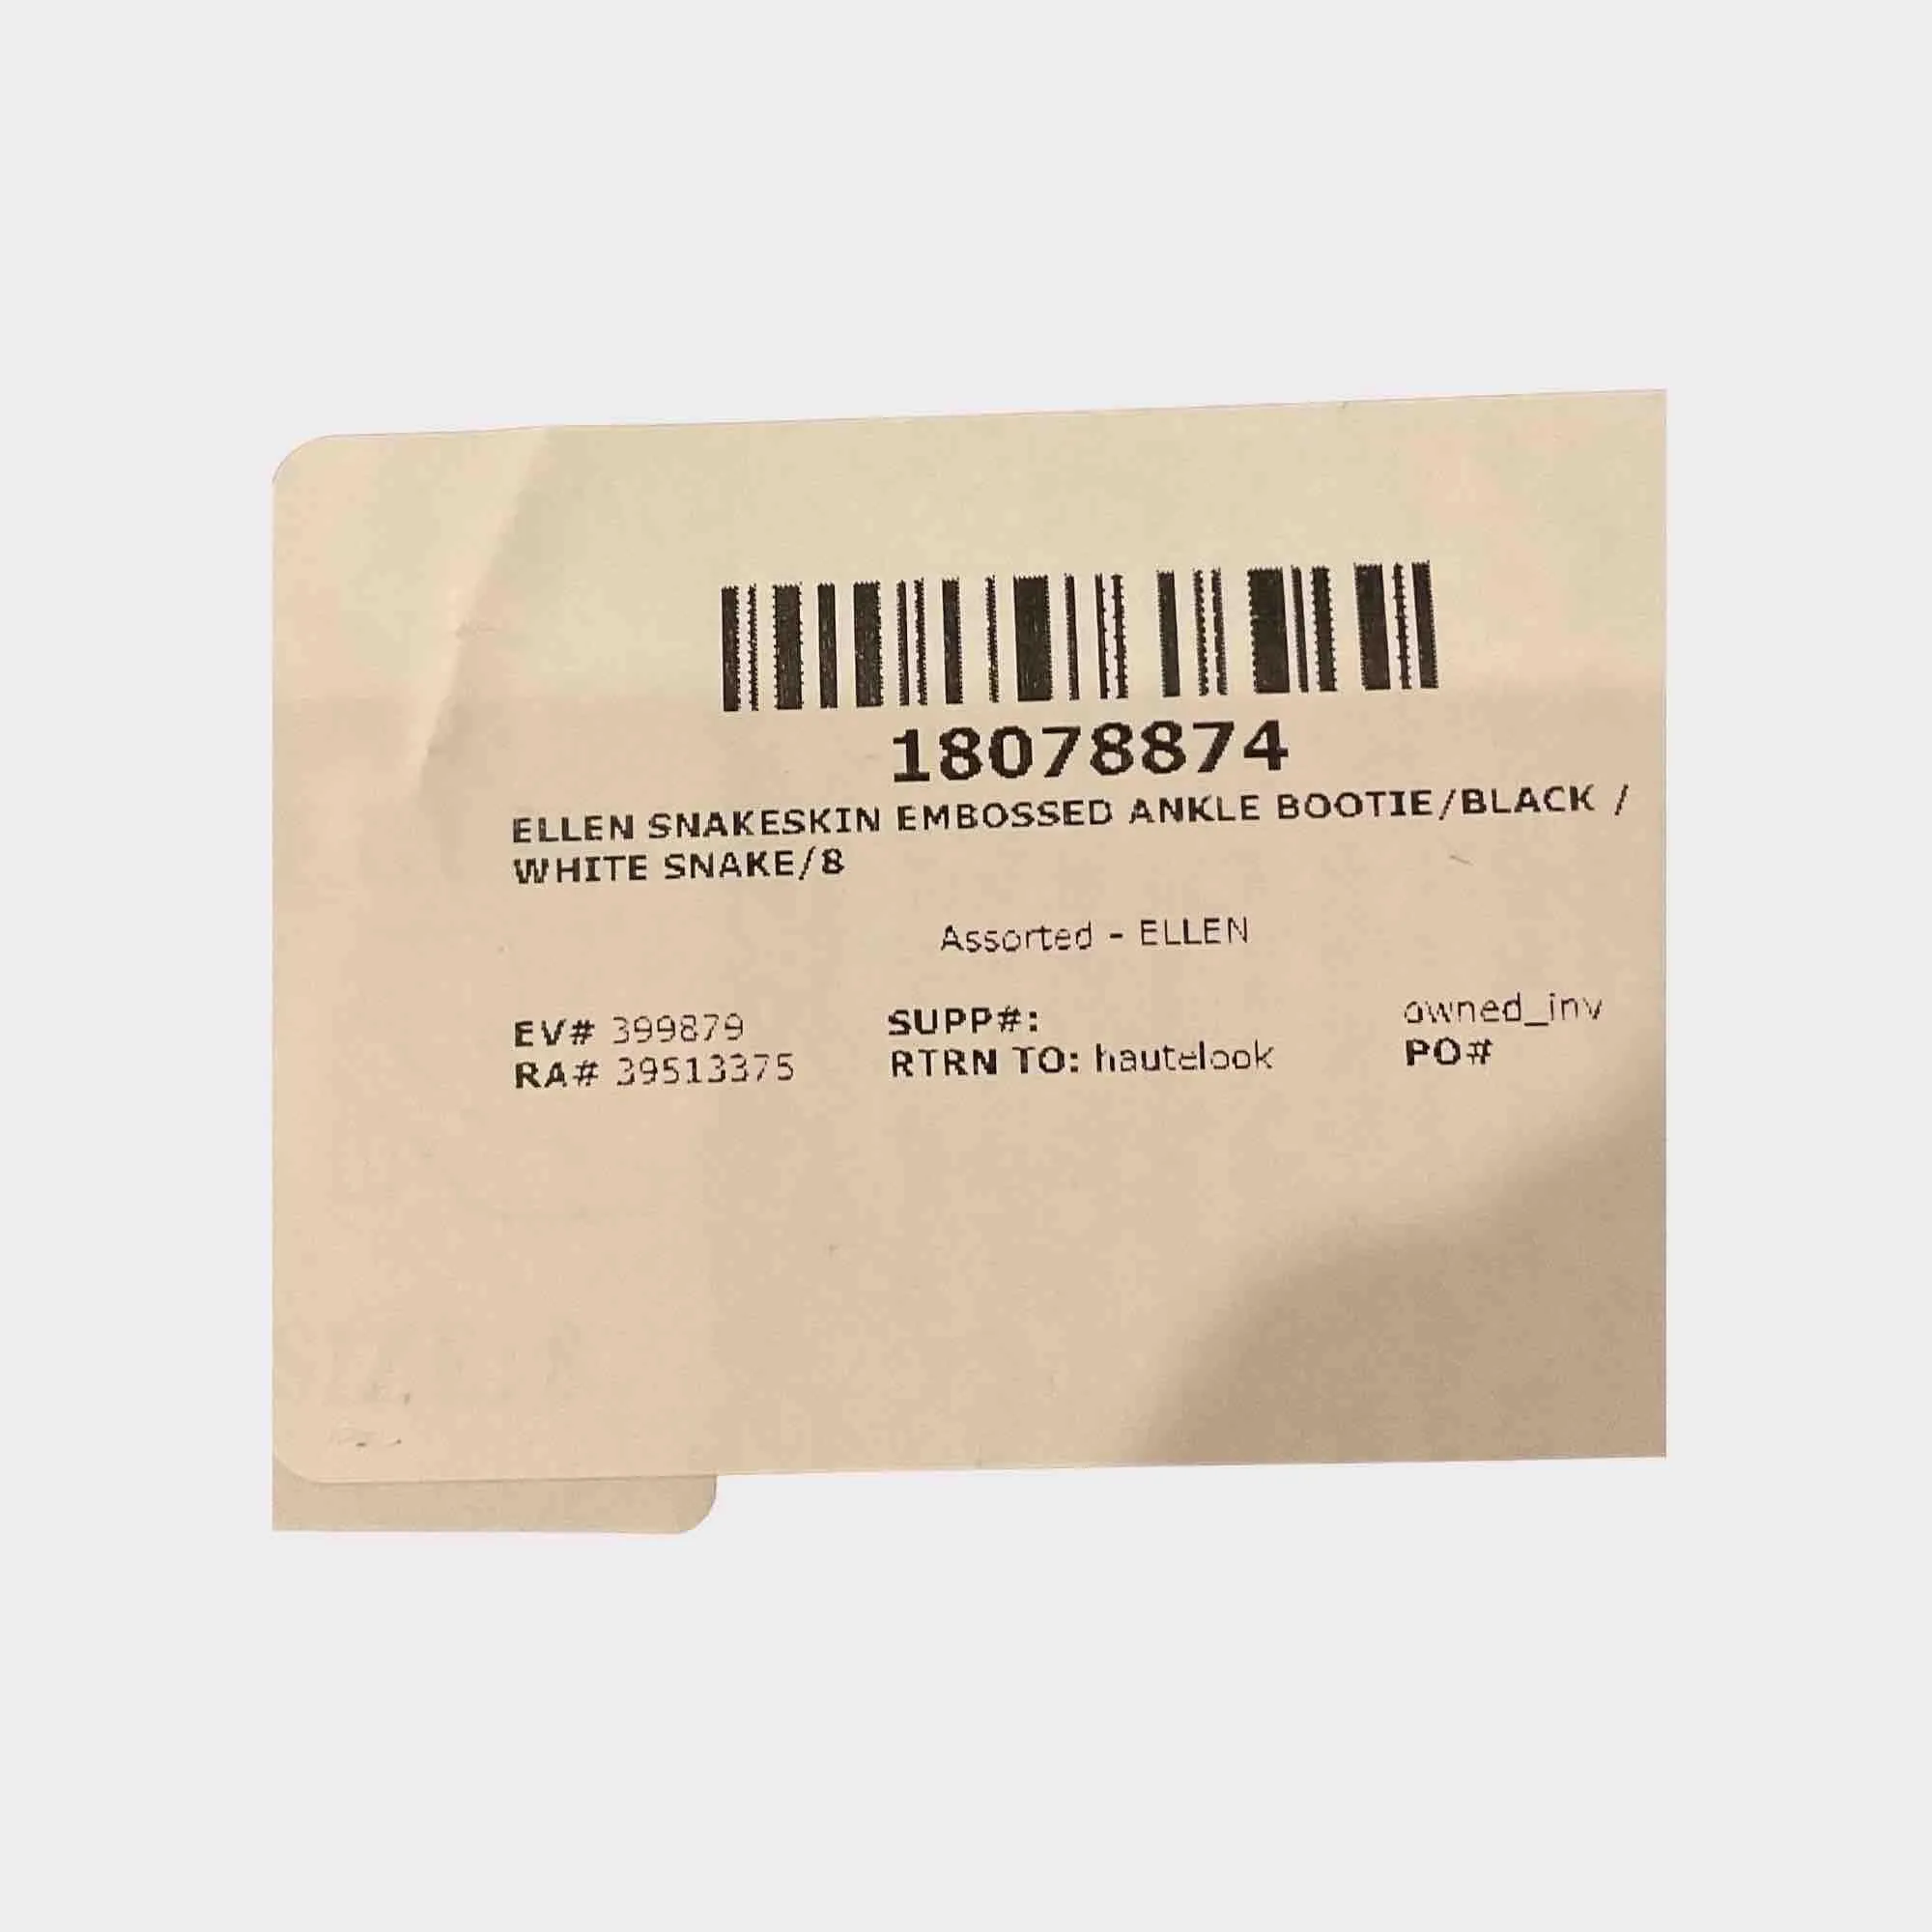 18078874
ELLEN SNAKESKIN EMBOSSED ANKLE BOOTIE/BLACK /
WHITE SNAKE/8
Assorted - ELLEN
EV# 399879 SUPP#: owned_inv
RA# 39513375 RTRN TO: hautelook PO#